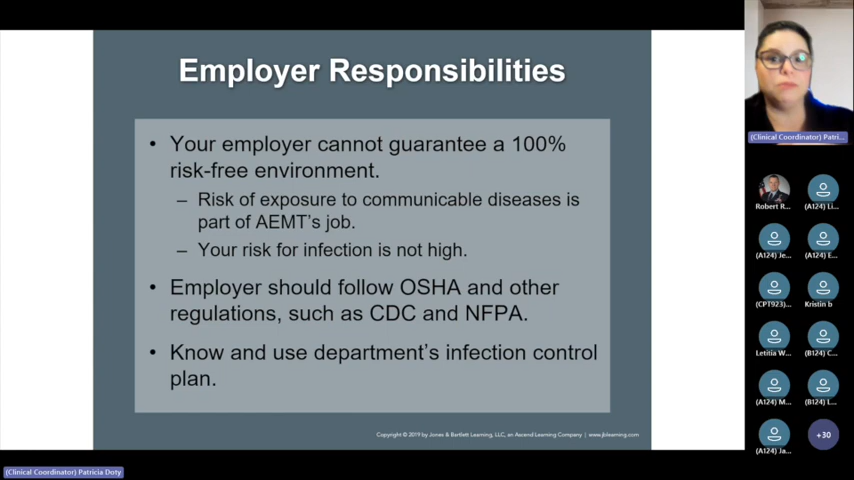 Employer Responsibilities
• Your employer cannot guarantee a 100%
risk-free environment.
– Risk of exposure to communicable diseases is
part of AEMT's job.
– Your risk for infection is not high.
• Employer should follow OSHA and other
regulations, such as CDC and NFPA.
• Know and use department's infection control
plan.
Copyright © 2019 by Jones & Bartlett Learning, LLC, an Ascend Learning Company | www.jblearning.com
(Clinical Coordinator) Patricia Doty
(Clinical Coordinator) Patri...
Robert R...
(A124) Li...
(A124) Je...
(A124) E...
(CPT923)...
Kristin b
Letitia W...
(B124) C...
(A124) M...
(B124) L...
(A124) Ja...
+30